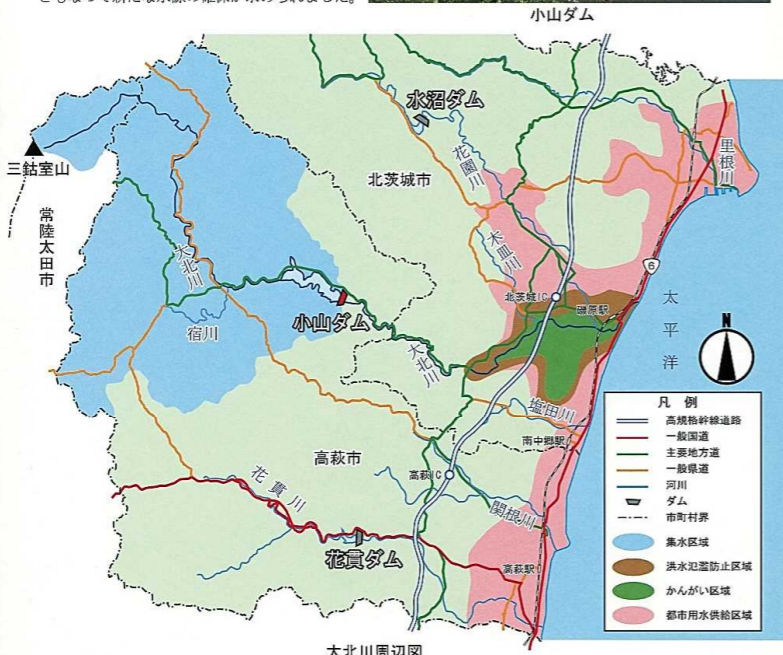 小山ダム
水沼ダム
花園川
里根川
三鈷室山
北茨城市
常陸太田市
木皿川
大北川
6
北茨城IC
磯原駅
太平洋
小山ダム
宿川
大北川
N
塩田川
南中郷駅
高萩市
高萩IC
花貫川
関根川
花貫ダム
高萩駅
凡例
高規格幹線道路
一般国道
主要地方道
一般県道
河川
ダム
市町村界
集水区域
洪水氾濫防止区域
かんがい区域
都市用水供給区域
大北川周辺図